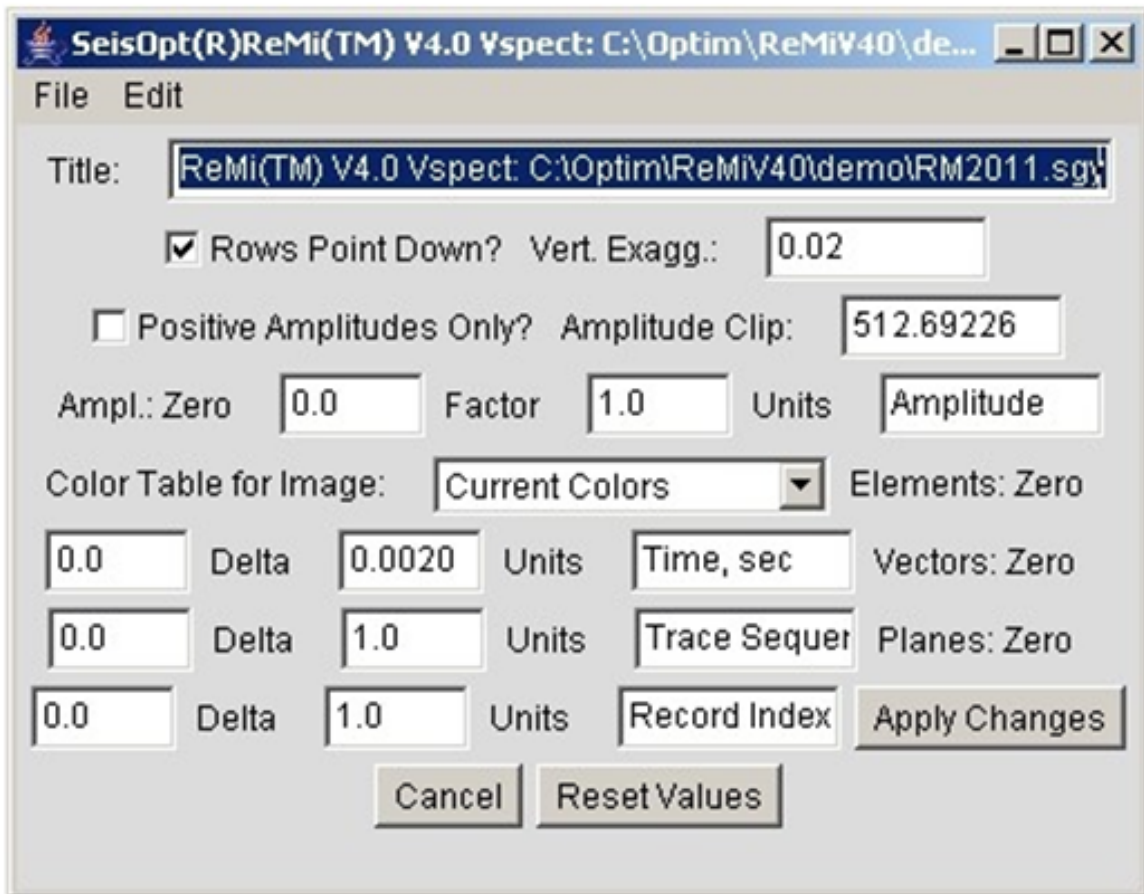 SeisOpt(R)ReMi(TM) V4.0 Vspect: C:\Optim\ReMiV40\de...
File Edit
Title: ReMi(TM) V4.0 Vspect: C:\Optim\ReMiV40\demo\RM2011.sgy
Rows Point Down? Vert. Exagg.: 0.02
Positive Amplitudes Only? Amplitude Clip: 512.69226
Ampl.: Zero 0.0 Factor 1.0 Units Amplitude
Color Table for Image: Current Colors Elements: Zero
0.0 Delta 0.0020 Units Time, sec Vectors: Zero
0.0 Delta 1.0 Units Trace Sequer Planes: Zero
0.0 Delta 1.0 Units Record Index Apply Changes
Cancel Reset Values